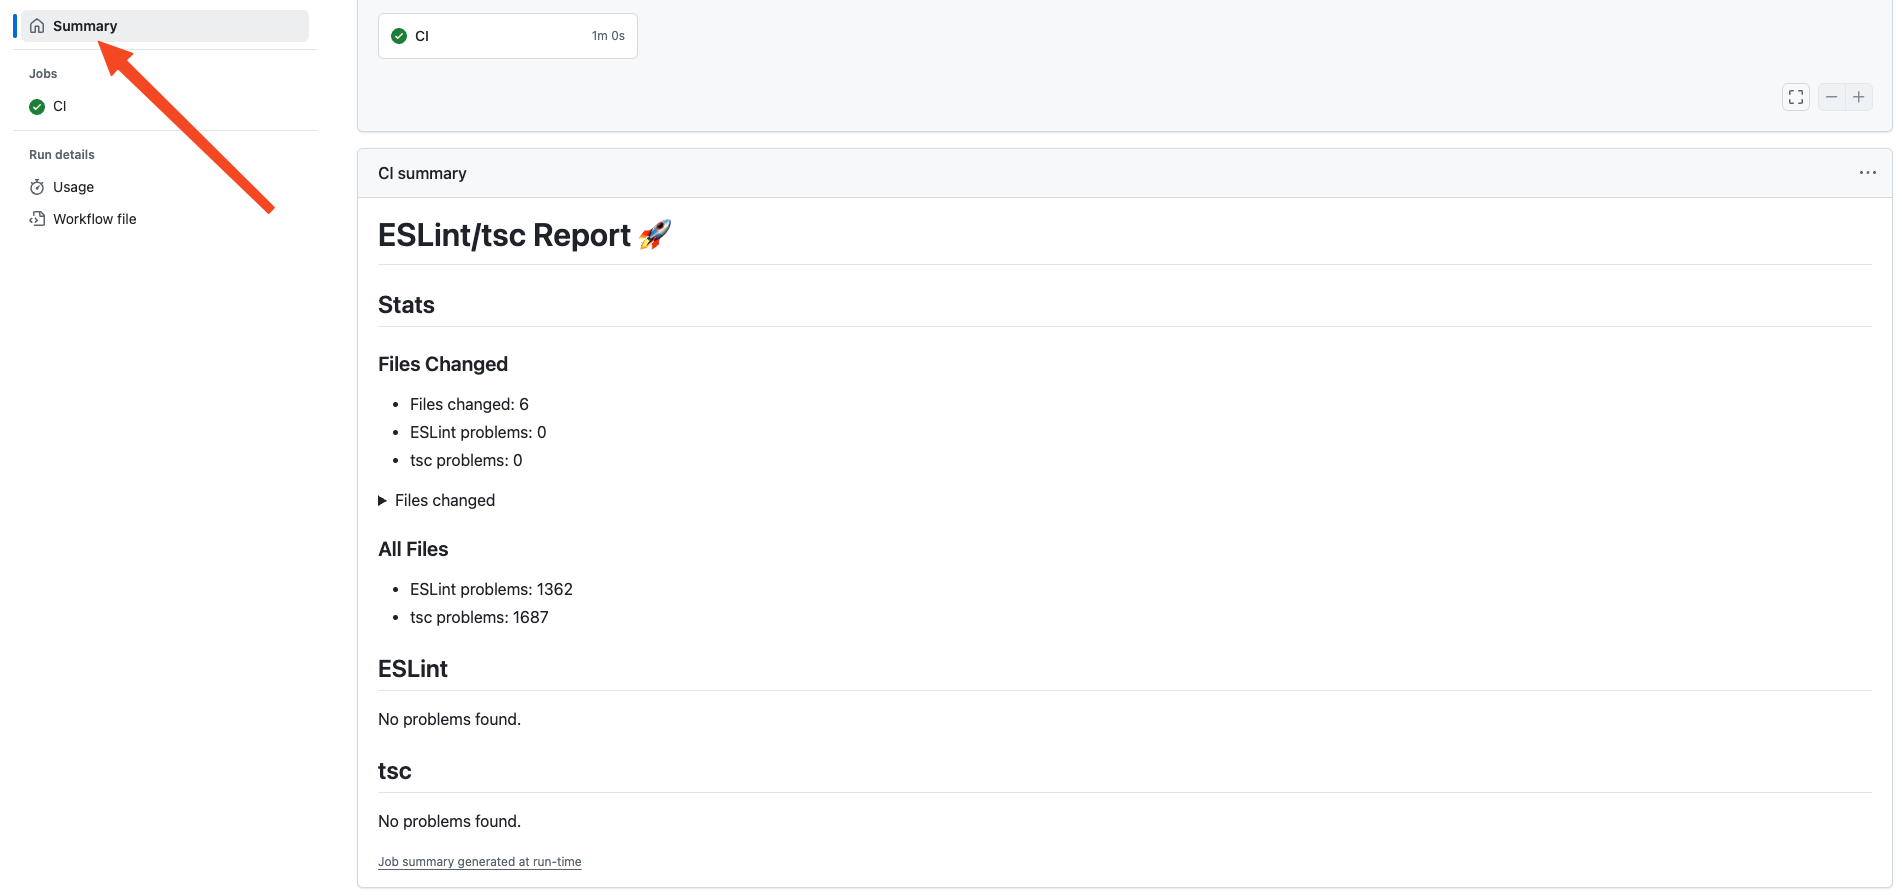 Summary
Jobs
CI
Run details
Usage
Workflow file
CI 1m 0s
CI summary
ESLint/tsc Report 🚀
Stats
Files Changed
• Files changed: 6
• ESLint problems: 0
• tsc problems: 0
Files changed
All Files
• ESLint problems: 1362
• tsc problems: 1687
ESLint
No problems found.
tsc
No problems found.
Job summary generated at run-time